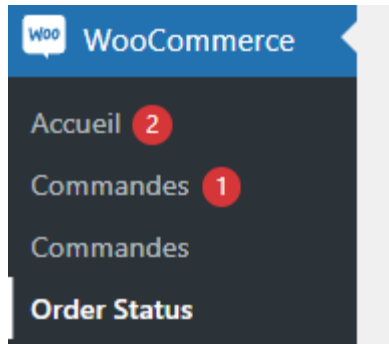 Woo WooCommerce
Accueil 2
Commandes 1
Commandes
Order Status